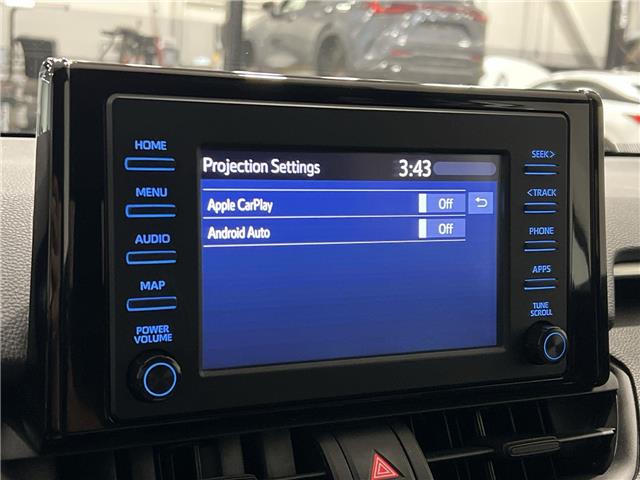 HOME
MENU
AUDIO
MAP
POWER
VOLUME
Projection Settings 3:43
Apple CarPlay Off
Android Auto Off
SEEK>
<TRACK
PHONE
APPS
TUNE
SCROLL